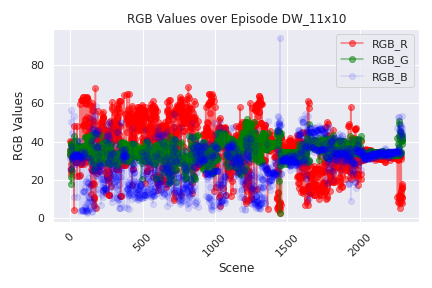 RGB Values over Episode DW_11x10
RGB_R
RGB_G
RGB_B
RGB Values
80
60
40
20
0
0
500
1000
1500
2000
Scene